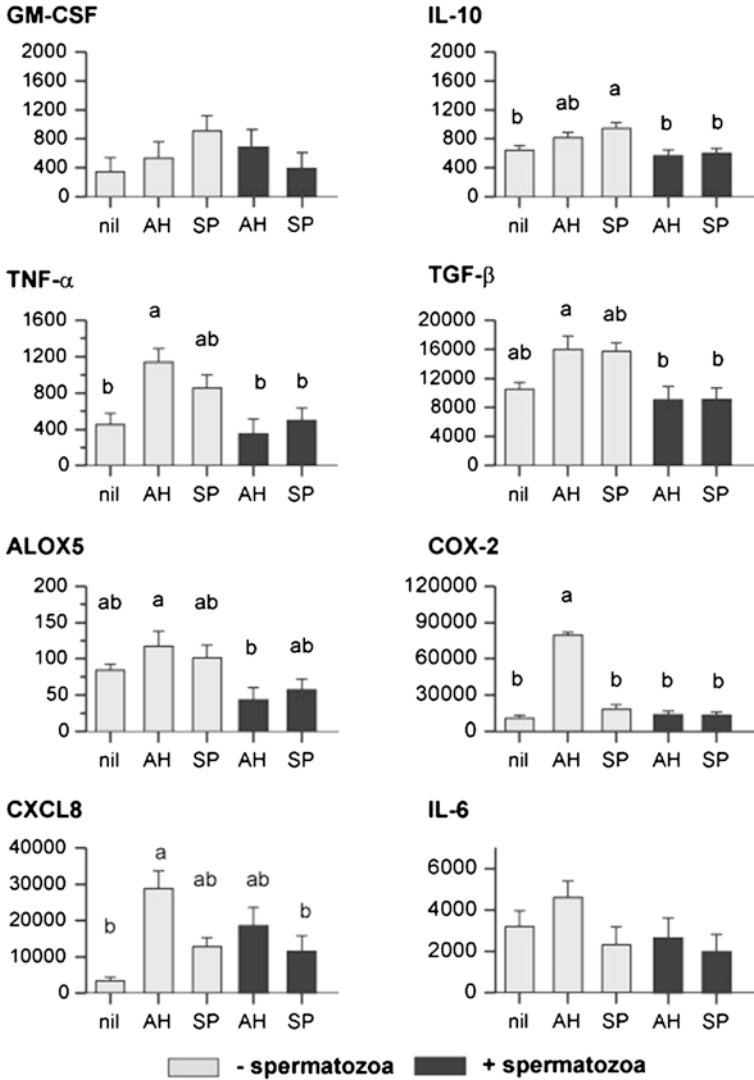 GM-CSF
2000
1600
1200
800
400
0
nil AH SP AH SP
IL-10
2000
1600
1200
800
400
0
b ab a b b
nil AH SP AH SP
TNF-α
1600
1200
800
400
0
b a ab b b
nil AH SP AH SP
TGF-β
20000
16000
12000
8000
4000
0
ab a ab b b
nil AH SP AH SP
ALOX5
200
150
100
50
0
ab a ab b ab
nil AH SP AH SP
COX-2
120000
90000
60000
30000
0
b a b b b
nil AH SP AH SP
CXCL8
40000
30000
20000
10000
0
b a ab ab b
nil AH SP AH SP
IL-6
6000
4000
2000
0
nil AH SP AH SP
- spermatozoa + spermatozoa